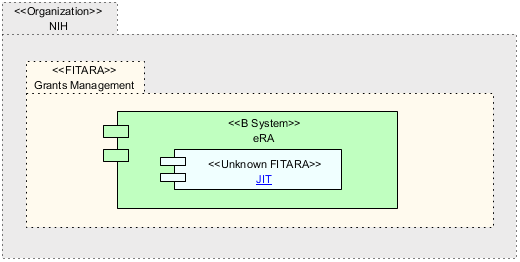 <<Organization>>
NIH
<<FITARA>>
Grants Management
<<B System>>
eRA
<<Unknown FITARA>>
JIT